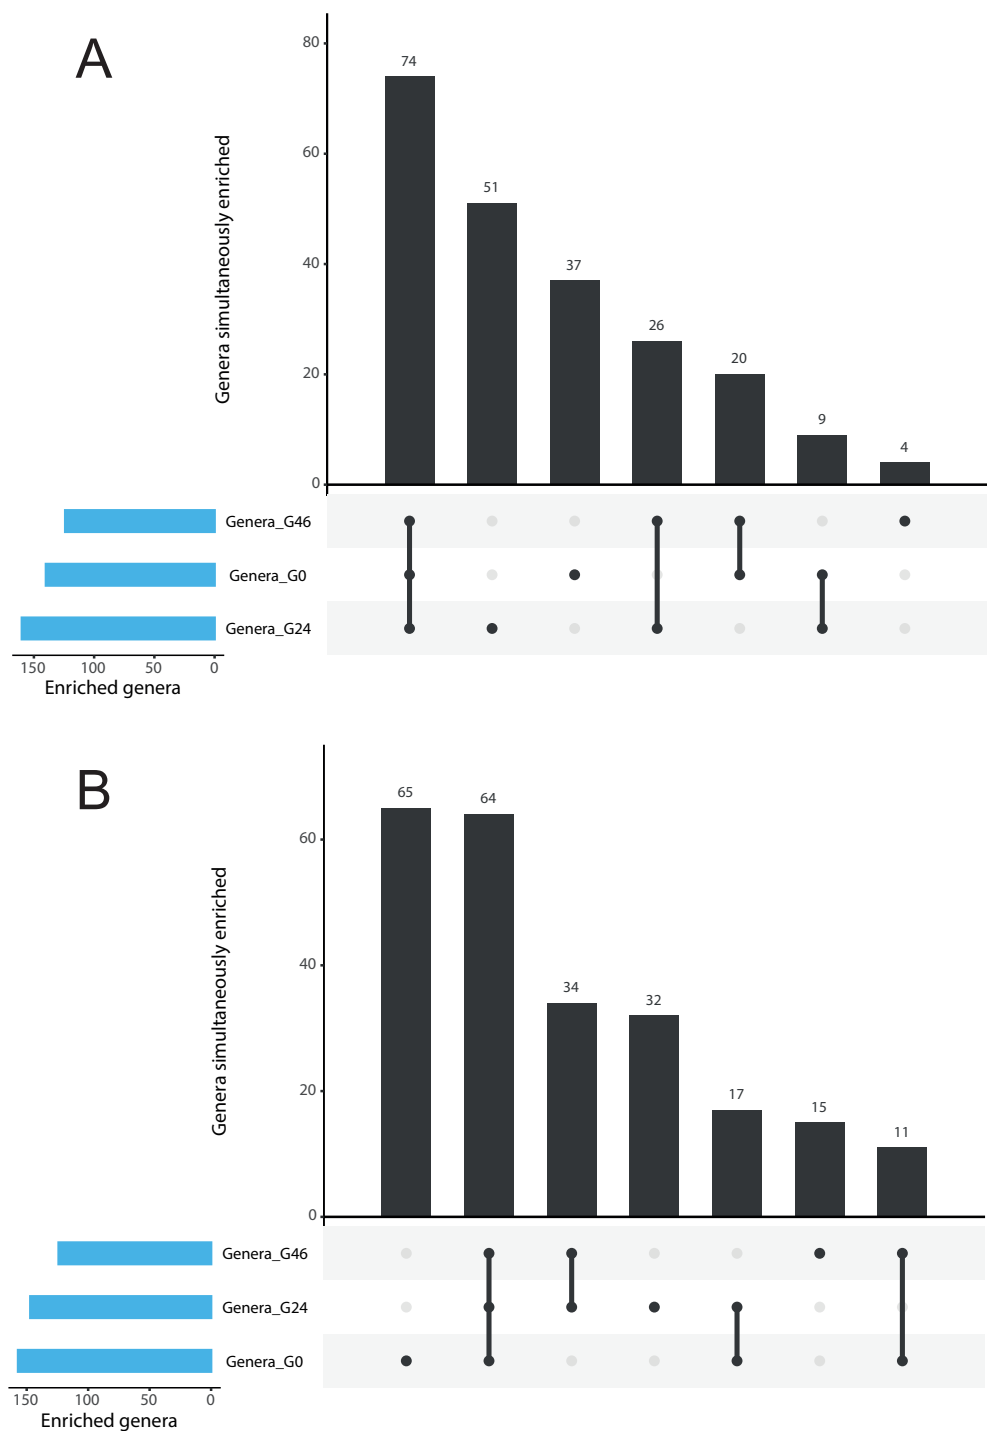 A
80
60
40
20
0
Genera simultaneously enriched
74
51
37
26
20
9
4
Genera_G46
Genera_G0
Genera_G24
150 100 50 0
Enriched genera
B
60
40
20
0
Genera simultaneously enriched
65
64
34
32
17
15
11
Genera_G46
Genera_G24
Genera_G0
150 100 50 0
Enriched genera